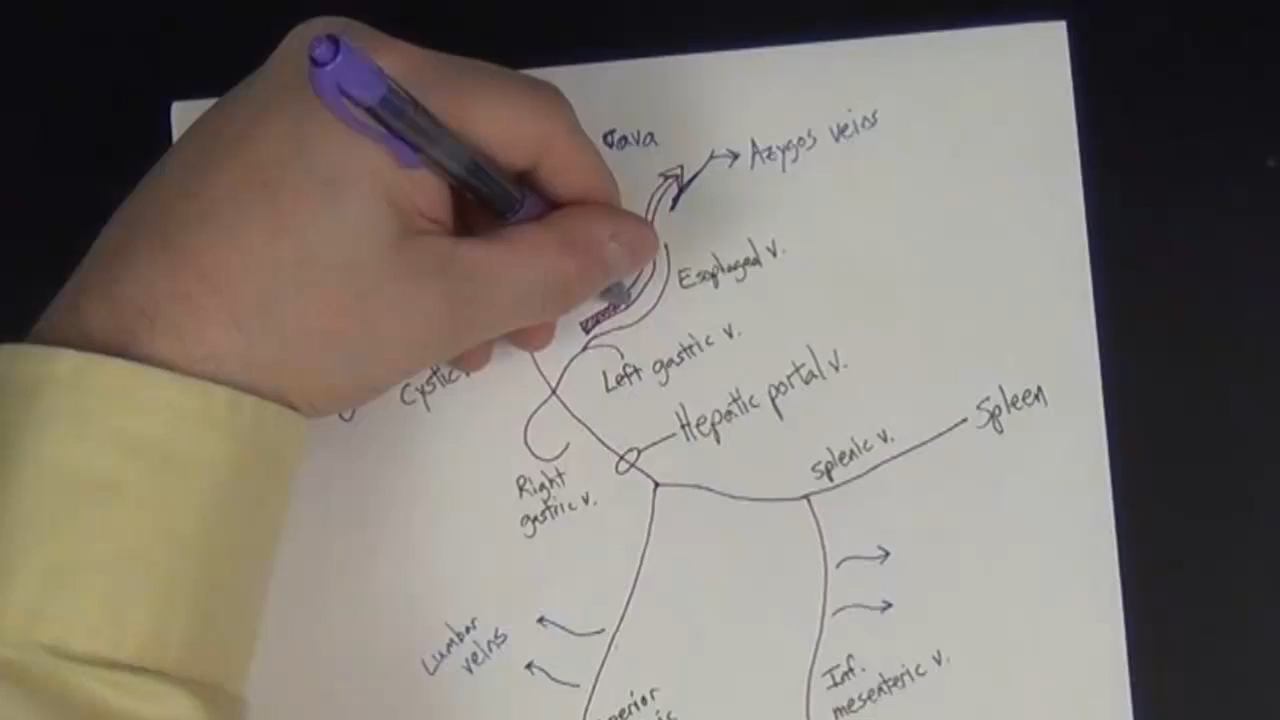 Cava
Azygos veins
Esophageal v.
Left gastric v.
Cystic
Hepatic portal v.
Spleen
splenic v.
Right
gastric v.
Lumbar
veins
Inf.
mesenteric v.